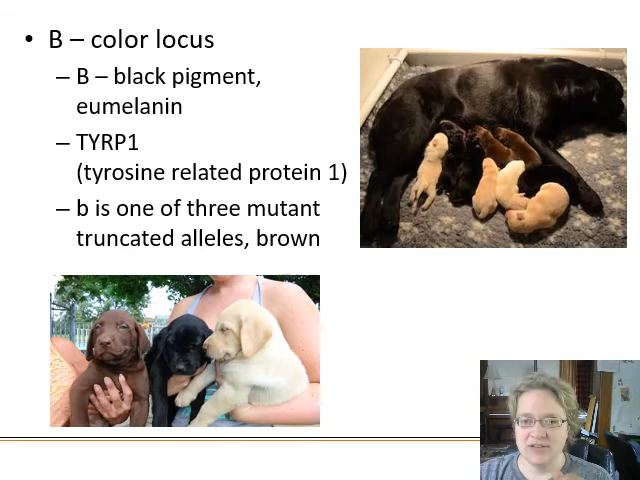 • B – color locus
– B – black pigment,
eumelanin
– TYRP1
(tyrosine related protein 1)
– b is one of three mutant
truncated alleles, brown